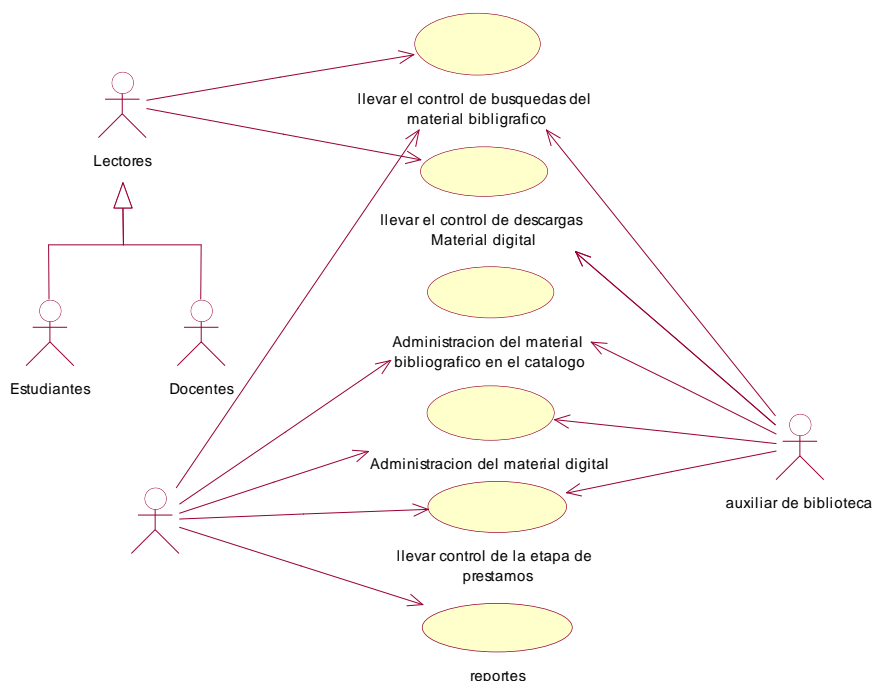 llevar el control de busquedas del
material bibligrafico
Lectores
llevar el control de descargas
Material digital
Administracion del material
bibliografico en el catalogo
Estudiantes
Docentes
Administracion del material digital
auxiliar de biblioteca
llevar control de la etapa de
prestamos
reportes